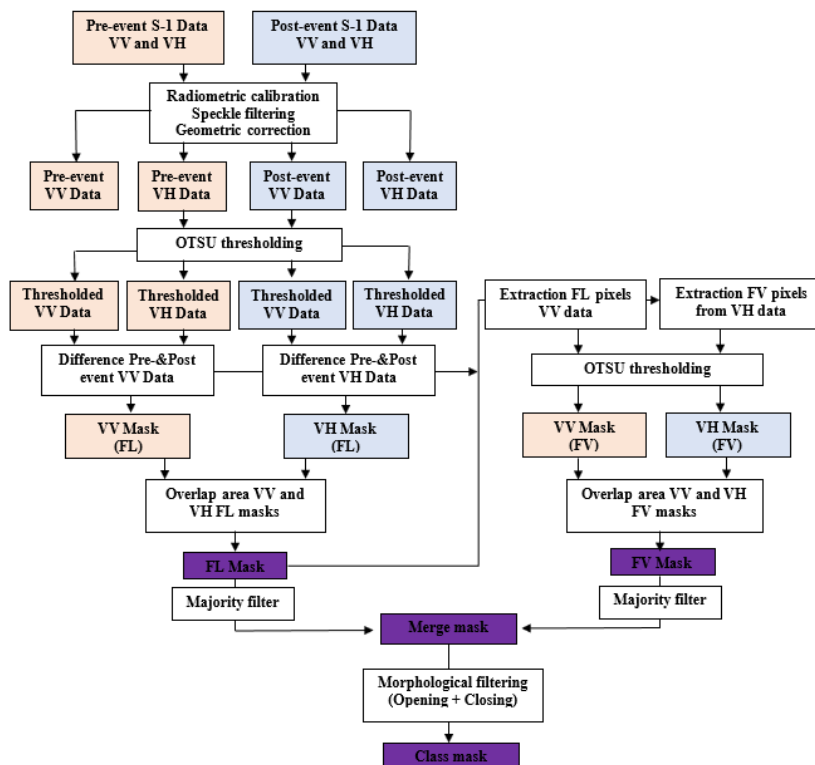 Pre-event S-1 Data
VV and VH
Post-event S-1 Data
VV and VH
Radiometric calibration
Speckle filtering
Geometric correction
Pre-event
VV Data
Pre-event
VH Data
Post-event
VV Data
Post-event
VH Data
OTSU thresholding
Thresholded
VV Data
Thresholded
VH Data
Thresholded
VV Data
Thresholded
VH Data
Extraction FL pixels
VV data
Extraction FV pixels
from VH data
Difference Pre-&Post
event VV Data
Difference Pre-&Post
event VH Data
OTSU thresholding
VV Mask
(FL)
VH Mask
(FL)
VV Mask
(FV)
VH Mask
(FV)
Overlap area VV and
VH FL masks
Overlap area VV and VH
FV masks
FL Mask
FV Mask
Majority filter
Majority filter
Merge mask
Morphological filtering
(Opening + Closing)
Class mask